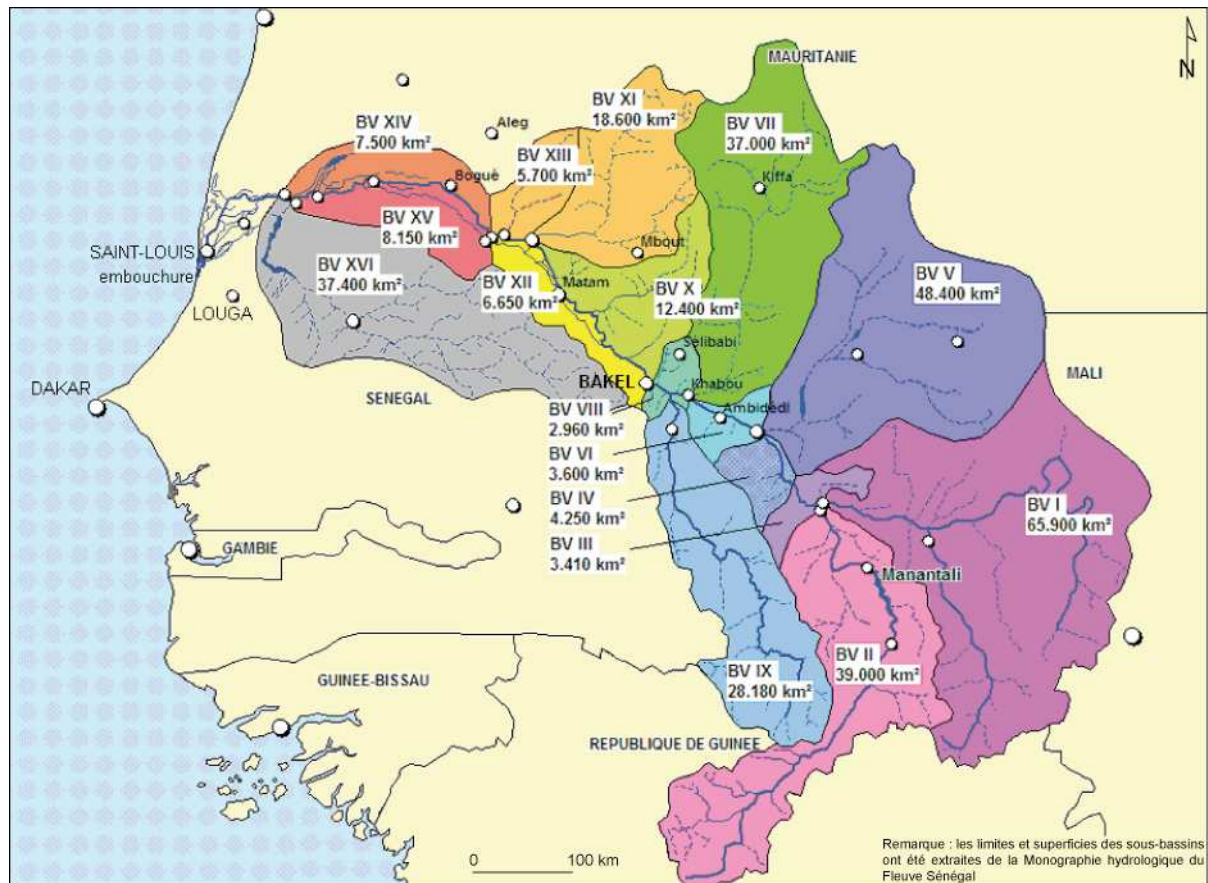 MAURITANIE
N
BV XI
18.600 km²
BV XIV
7.500 km²
Aleg
BV VII
37.000 km²
BV XIII
5.700 km²
Boguè
Kiffa
BV XV
8.150 km²
SAINT-LOUIS
embouchure
Mbout
BV V
48.400 km²
BV XVI
37.400 km²
BV XII
6.650 km²
Matam
BV X
12.400 km²
LOUGA
Sélibabi
DAKAR
BAKEL
Khabou
MALI
SENEGAL
Ambidédi
BV VIII
2.960 km²
BV VI
3.600 km²
BV IV
4.250 km²
BV I
65.900 km²
BV III
3.410 km²
GAMBIE
Manantali
GUINEE-BISSAU
BV IX
28.180 km²
BV II
39.000 km²
REPUBLIQUE DE GUINEE
0 100 km
Remarque : les limites et superficies des sous-bassins
ont été extraites de la Monographie hydrologique du
Fleuve Sénégal